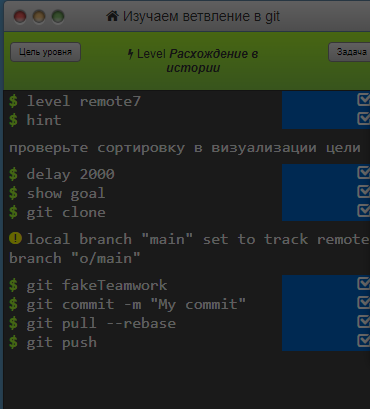 Изучаем ветвление в git
Цель уровня
Level Расхождение в
истории
Задача
$ level remote7
$ hint
проверьте сортировку в визуализации цели
$ delay 2000
$ show goal
$ git clone
local branch "main" set to track remote
branch "o/main"
$ git fakeTeamwork
$ git commit -m "My commit"
$ git pull --rebase
$ git push